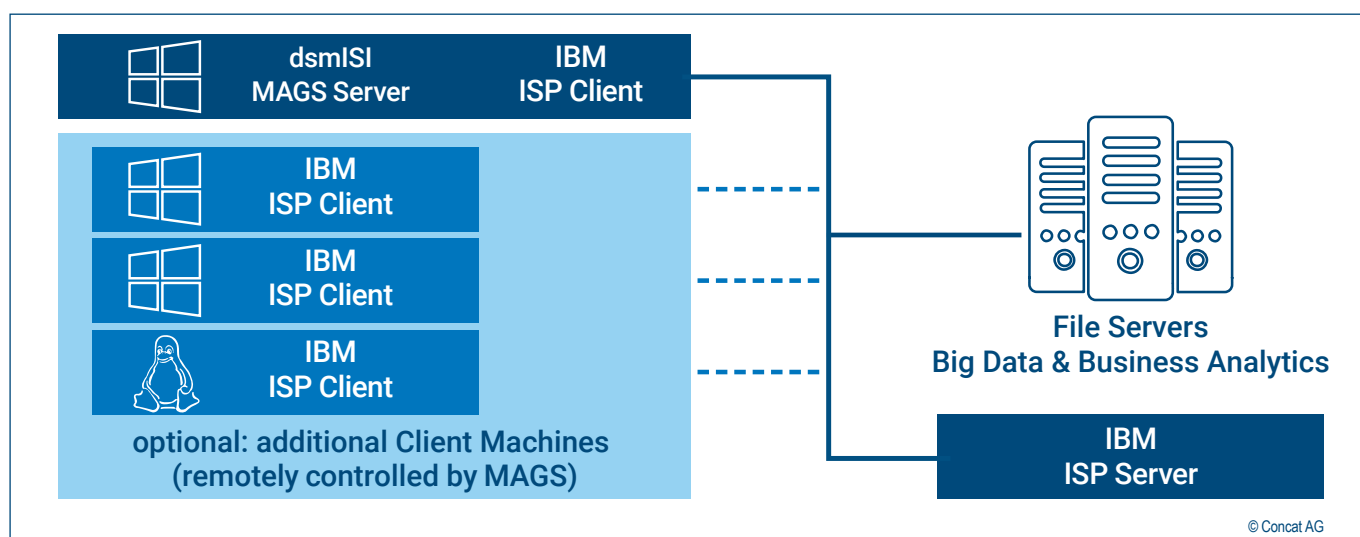 dsmISI
MAGS Server
IBM
ISP Client
IBM
ISP Client
IBM
ISP Client
IBM
ISP Client
optional: additional Client Machines
(remotely controlled by MAGS)
File Servers
Big Data & Business Analytics
IBM
ISP Server
© Concat AG